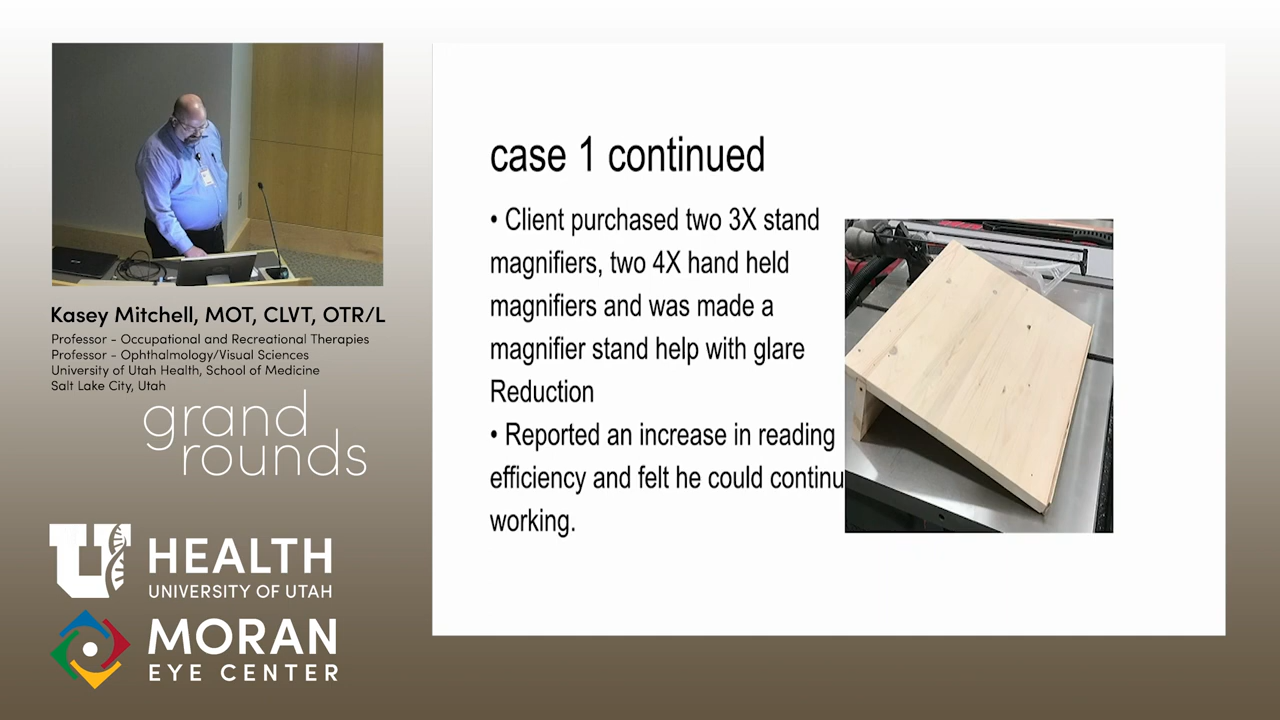 Kasey Mitchell, MOT, CLVT, OTR/L
Professor - Occupational and Recreational Therapies
Professor - Ophthalmology/Visual Sciences
University of Utah Health, School of Medicine
Salt Lake City, Utah
grand
rounds
U
HEALTH
UNIVERSITY OF UTAH
MORAN
EYE CENTER
case 1 continued
• Client purchased two 3X stand
magnifiers, two 4X hand held
magnifiers and was made a
magnifier stand help with glare
Reduction
• Reported an increase in reading
efficiency and felt he could continu
working.